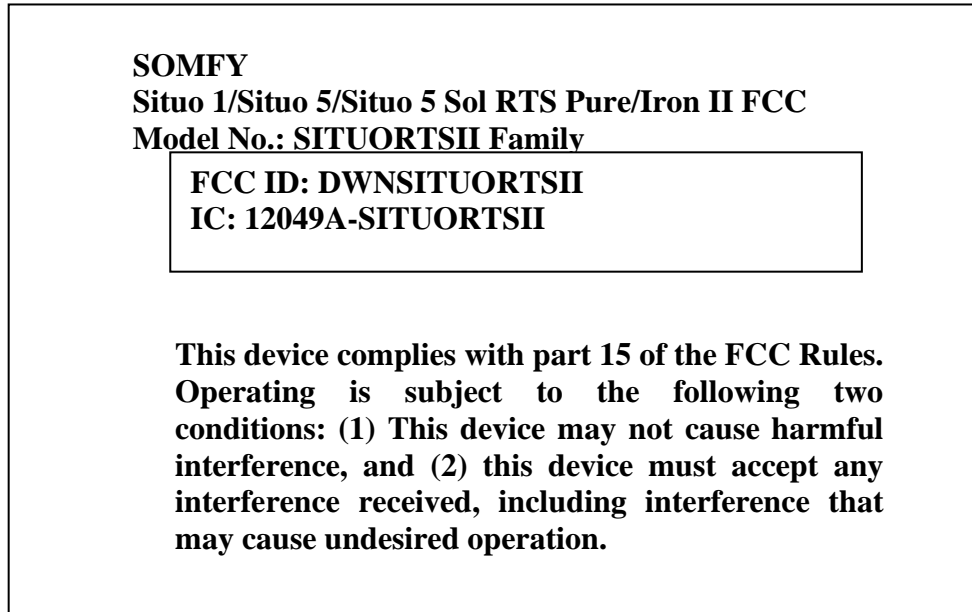 SOMFY
Situo 1/Situo 5/Situo 5 Sol RTS Pure/Iron II FCC
Model No.: SITUORTSII Family
FCC ID: DWNSITUORTSII
IC: 12049A-SITUORTSII
This device complies with part 15 of the FCC Rules.
Operating is subject to the following two
conditions: (1) This device may not cause harmful
interference, and (2) this device must accept any
interference received, including interference that
may cause undesired operation.